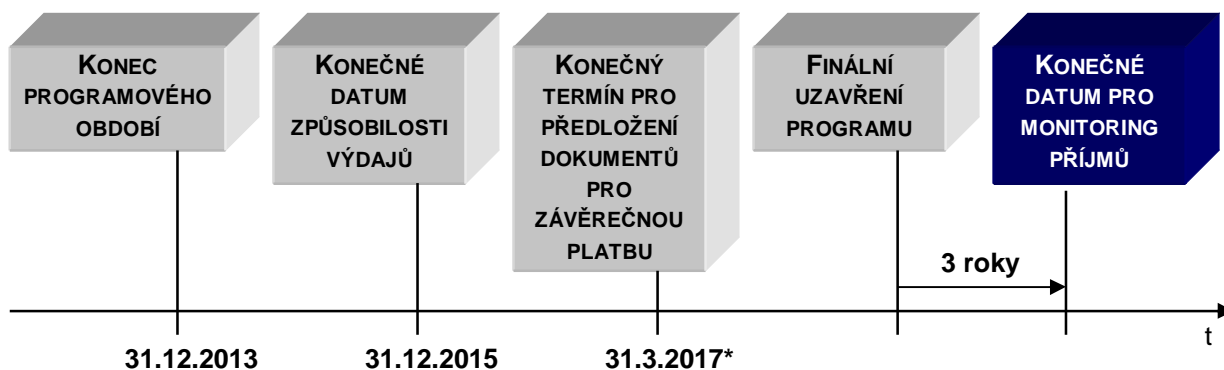 KONEC
PROGRAMOVÉHO
OBDOBÍ
KONEČNÉ
DATUM
ZPŮSOBILOSTI
VÝDAJŮ
KONEČNÝ
TERMÍN PRO
PŘEDLOŽENÍ
DOKUMENTŮ
PRO
ZÁVĚREČNOU
PLATBU
FINÁLNÍ
UZAVŘENÍ
PROGRAMU
KONEČNÉ
DATUM PRO
MONITORING
PŘÍJMŮ
3 roky
t
31.12.2013
31.12.2015
31.3.2017*